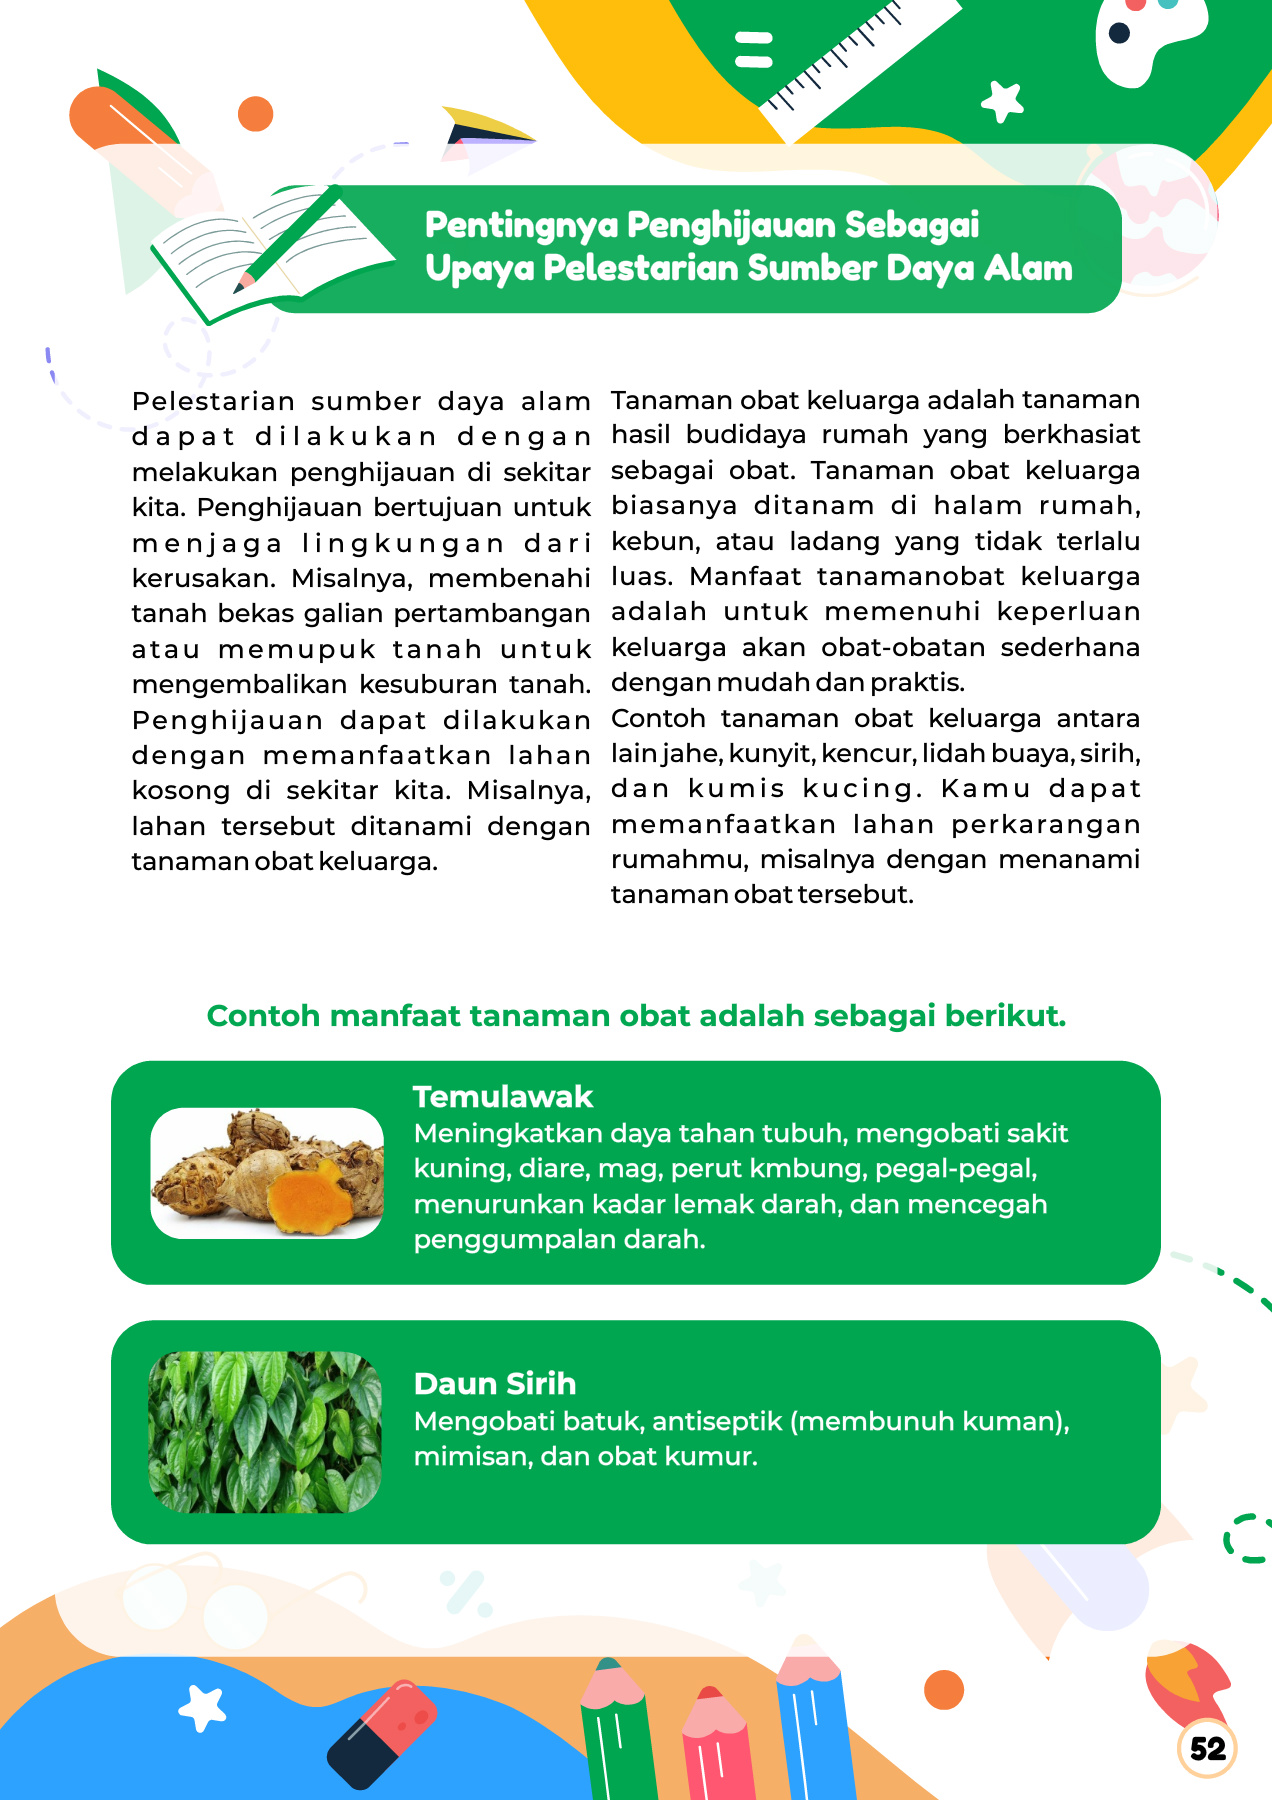 Pentingnya Penghijauan Sebagai
Upaya Pelestarian Sumber Daya Alam
Pelestarian sumber daya alam
dapat dilakukan dengan
melakukan penghijauan di sekitar
kita. Penghijauan bertujuan untuk
menjaga lingkungan dari
kerusakan. Misalnya, membenahi
tanah bekas galian pertambangan
atau memupuk tanah untuk
mengembalikan kesuburan tanah.
Penghijauan dapat dilakukan
dengan memanfaatkan lahan
kosong di sekitar kita. Misalnya,
lahan tersebut ditanami dengan
tanaman obat keluarga.
Tanaman obat keluarga adalah tanaman
hasil budidaya rumah yang berkhasiat
sebagai obat. Tanaman obat keluarga
biasanya ditanam di halam rumah,
kebun, atau ladang yang tidak terlalu
luas. Manfaat tanamanobat keluarga
adalah untuk memenuhi keperluan
keluarga akan obat-obatan sederhana
dengan mudah dan praktis.
Contoh tanaman obat keluarga antara
lain jahe, kunyit, kencur, lidah buaya, sirih,
dan kumis kucing. Kamu dapat
memanfaatkan lahan perkarangan
rumahmu, misalnya dengan menanami
tanaman obat tersebut.
Contoh manfaat tanaman obat adalah sebagai berikut.
Temulawak
Meningkatkan daya tahan tubuh, mengobati sakit
kuning, diare, mag, perut kmbung, pegal-pegal,
menurunkan kadar lemak darah, dan mencegah
penggumpalan darah.
Daun Sirih
Mengobati batuk, antiseptik (membunuh kuman),
mimisan, dan obat kumur.
52